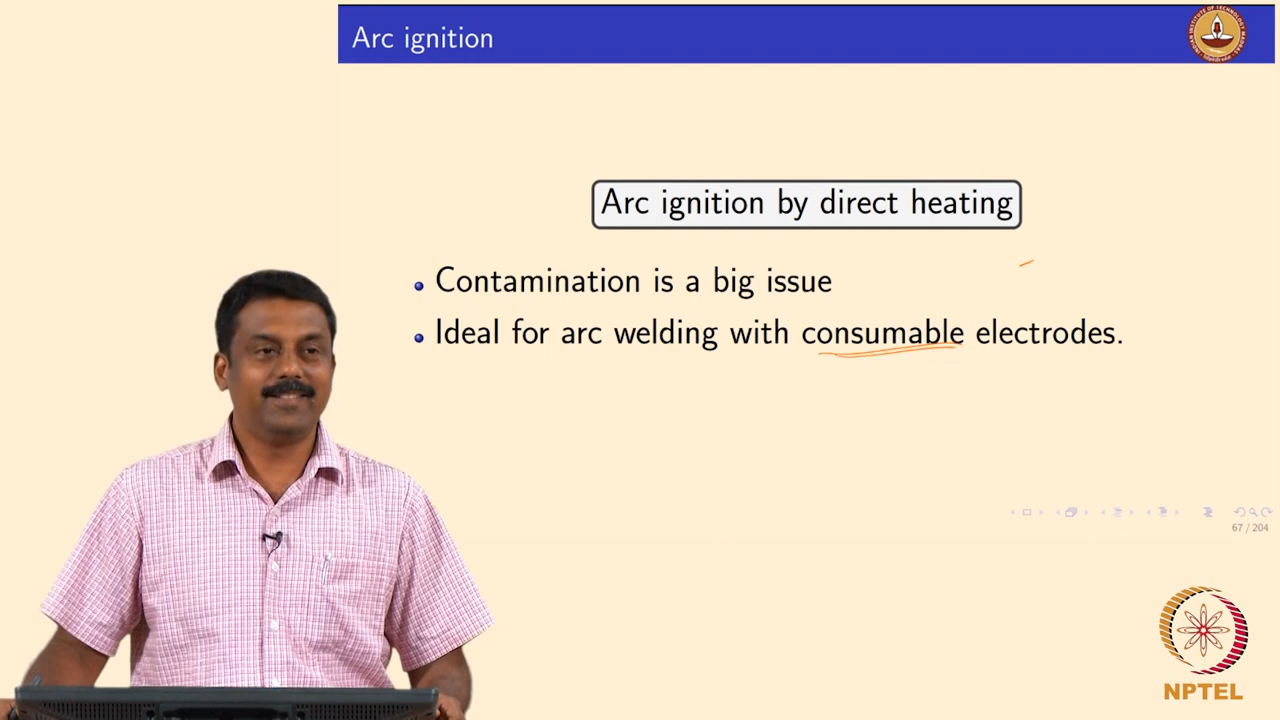 Arc ignition
Arc ignition by direct heating
Contamination is a big issue
Ideal for arc welding with consumable electrodes.
67 / 204
NPTEL